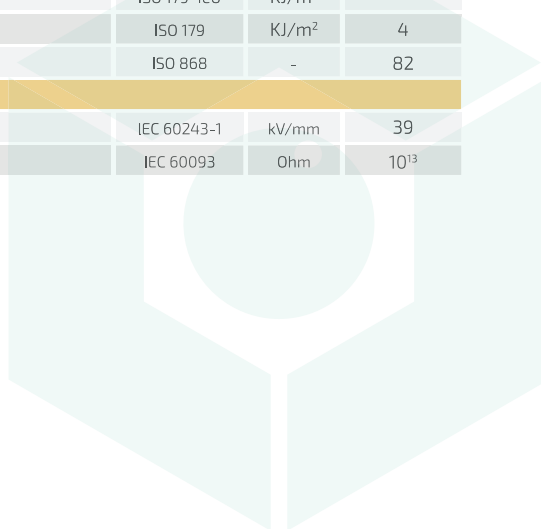 ISO 179 KJ/m² 4
ISO 868 - 82
IEC 60243-1 kV/mm 39
IEC 60093 Ohm 10¹³